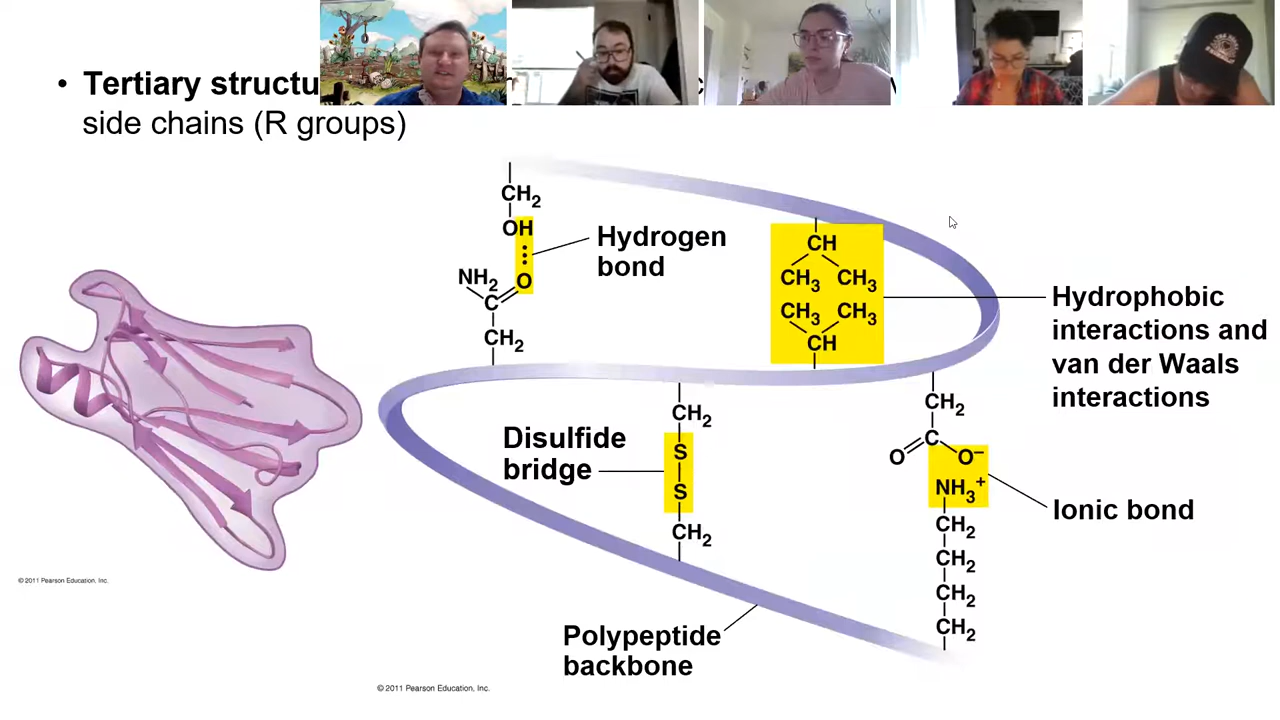 • Tertiary structu
side chains (R groups)
CH₂
OH
Hydrogen
bond
NH₂
O
C
CH₂
CH
CH₃ CH₃
CH₃ CH₃
CH
Hydrophobic
interactions and
van der Waals
interactions
CH₂
S
S
CH₂
Disulfide
bridge
CH₂
C
O O⁻
NH₃⁺
CH₂
CH₂
CH₂
CH₂
Ionic bond
Polypeptide
backbone
© 2011 Pearson Education, Inc.
© 2011 Pearson Education, Inc.